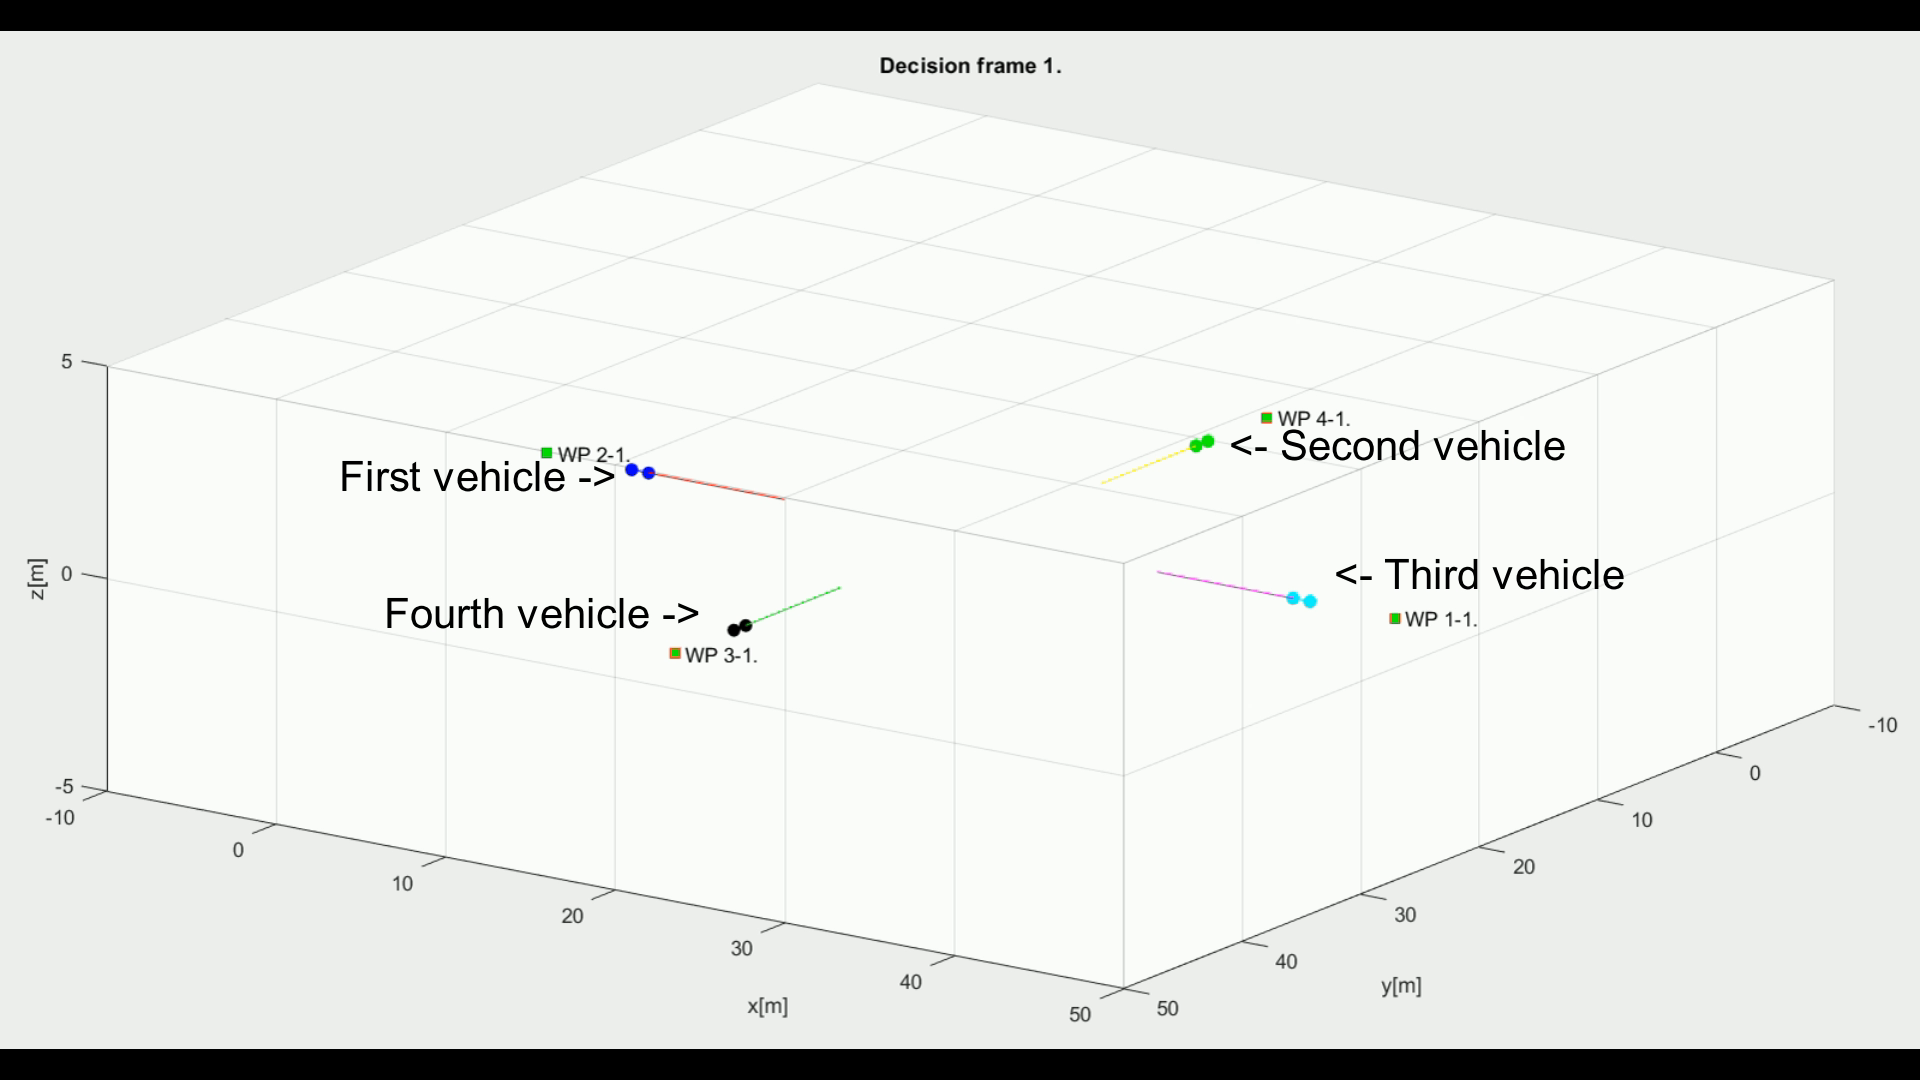 Decision frame 1.
WP 4-1.
<- Second vehicle
WP 2-1.
First vehicle ->
<- Third vehicle
WP 1-1.
Fourth vehicle ->
WP 3-1.
5
0
-5
z[m]
-10
0
10
20
30
40
50
x[m]
-10
0
10
20
30
40
50
y[m]